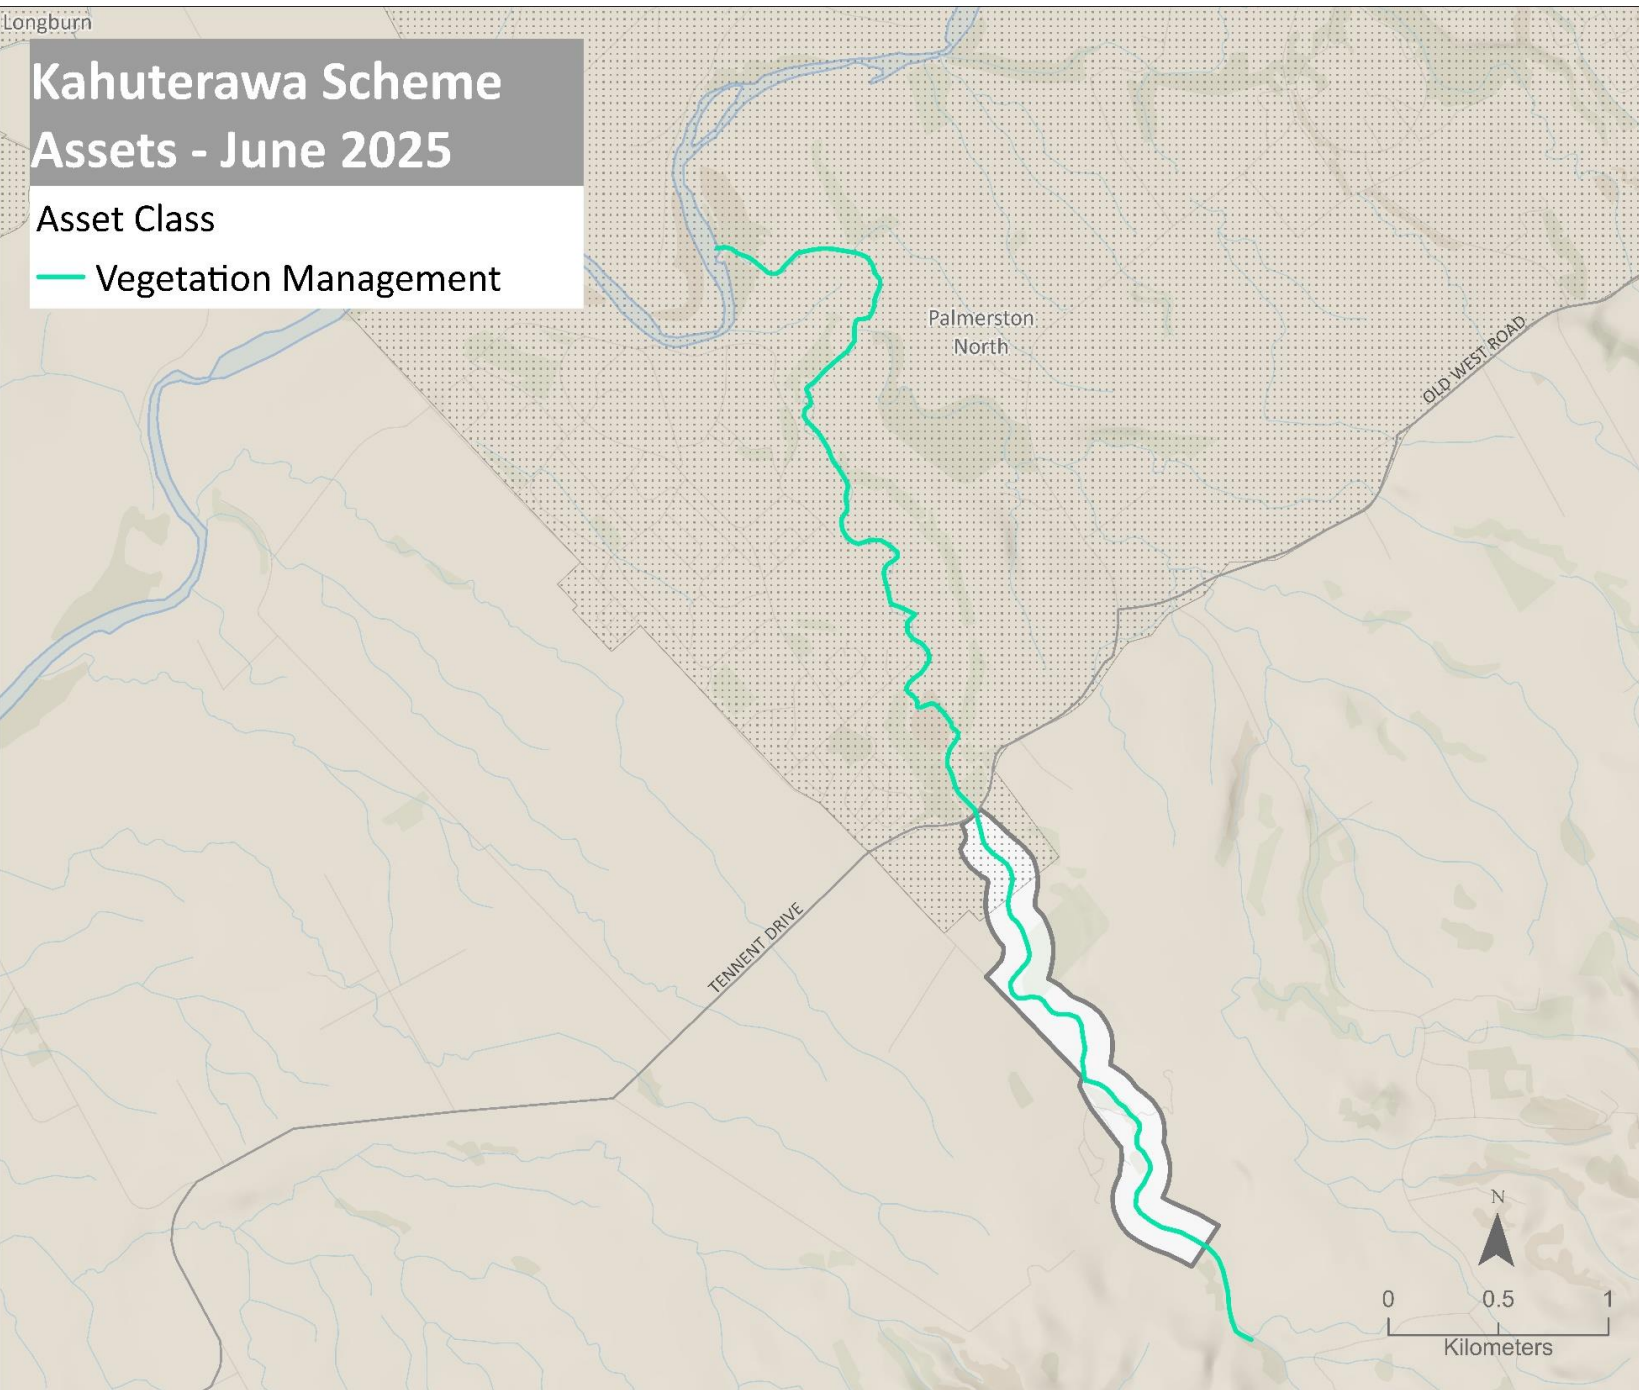 Longburn
Kahuterawa Scheme
Assets - June 2025
Asset Class
Vegetation Management
Palmerston
North
OLD WEST ROAD
TENNENT DRIVE
N
0 0.5 1
Kilometers